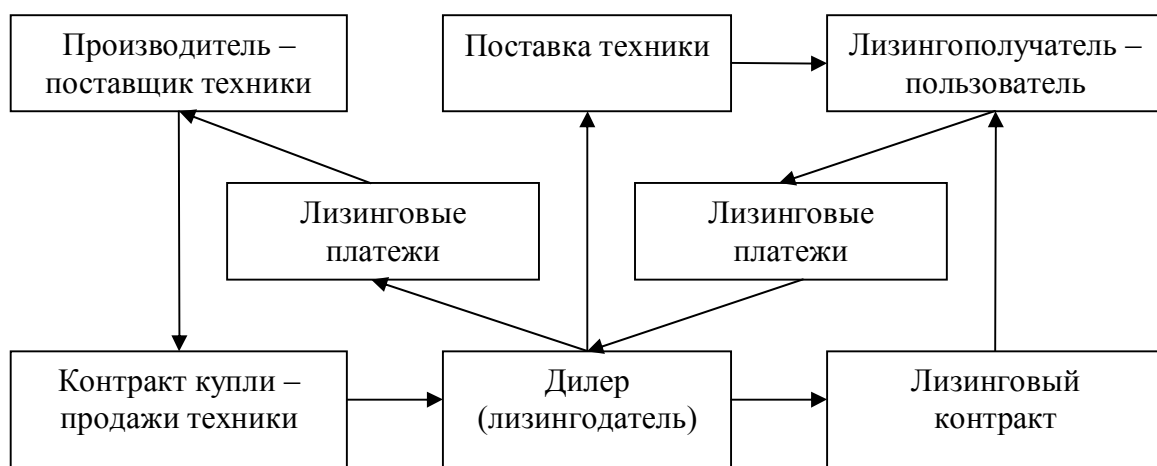 Производитель –
поставщик техники
Поставка техники
Лизингополучатель –
пользователь
Лизинговые
платежи
Лизинговые
платежи
Контракт купли –
продажи техники
Дилер
(лизингодатель)
Лизинговый
контракт